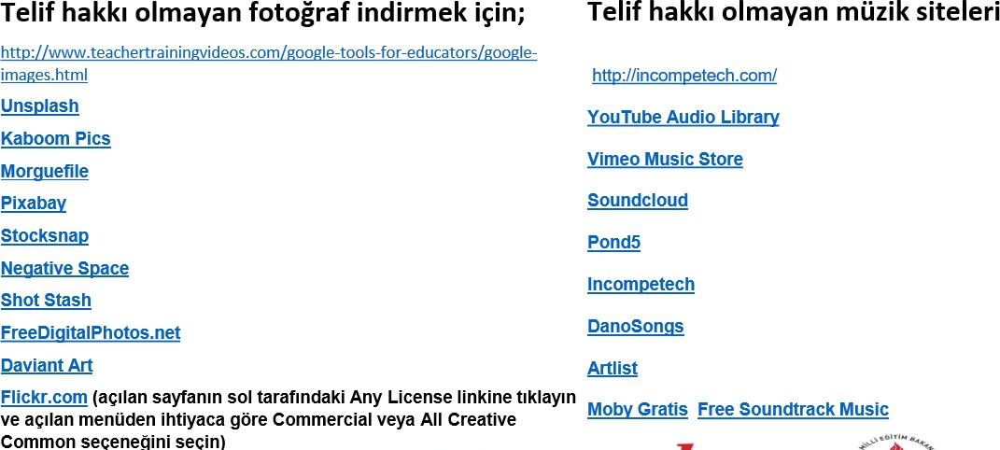 Telif hakkı olmayan fotoğraf indirmek için;
http://www.teachertrainingvideos.com/google-tools-for-educators/google-
images.html
Unsplash
Kaboom Pics
Morguefile
Pixabay
Stocksnap
Negative Space
Shot Stash
FreeDigitalPhotos.net
Daviant Art
Flickr.com (açılan sayfanın sol tarafındaki Any License linkine tıklayın
ve açılan menüden ihtiyaca göre Commercial veya All Creative
Common seçeneğini seçin)
Telif hakkı olmayan müzik siteleri
http://incompetech.com/
YouTube Audio Library
Vimeo Music Store
Soundcloud
Pond5
Incompetech
DanoSongs
Artlist
Moby Gratis Free Soundtrack Music
MİLLİ EĞİTİM BAKAN